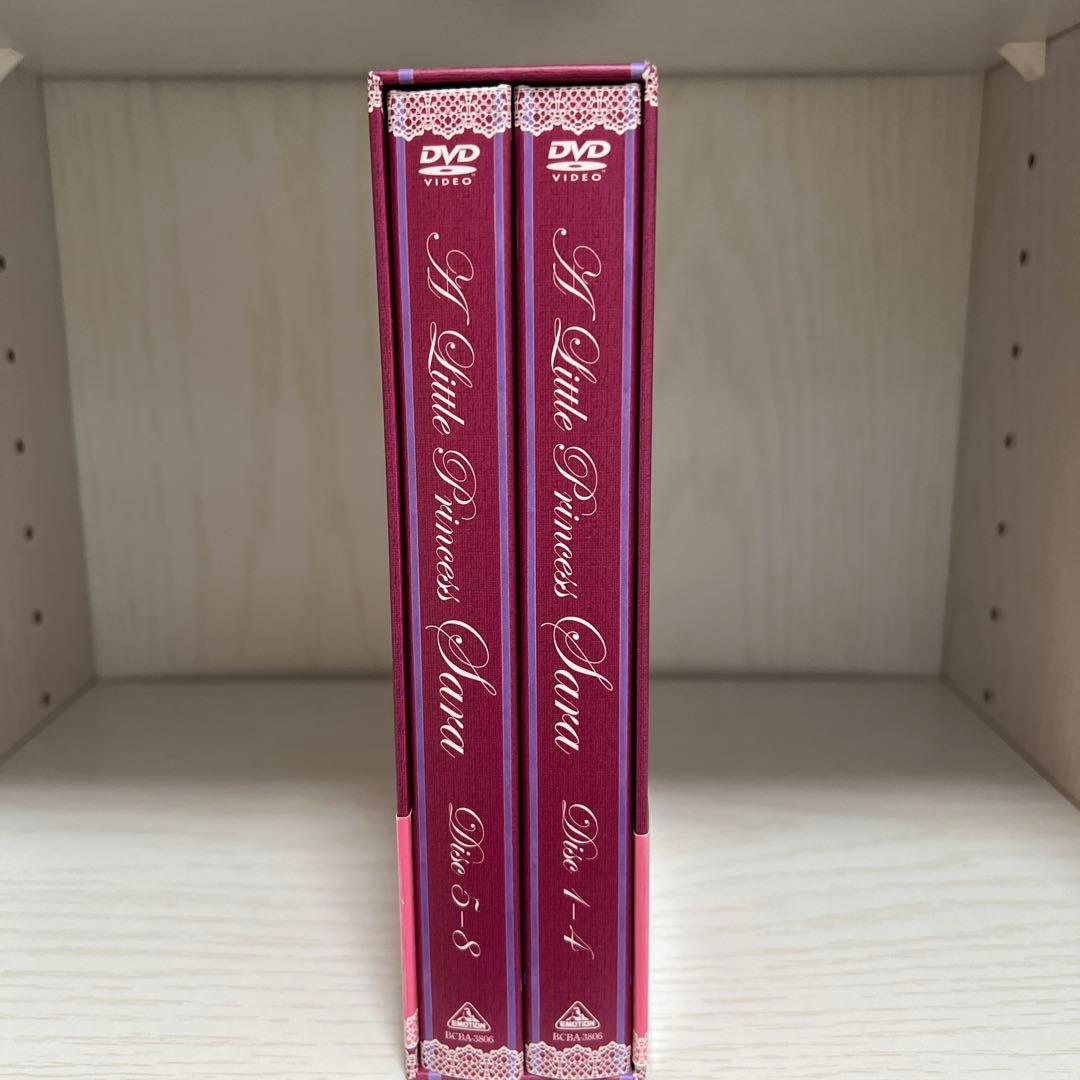 DVD
VIDEO
A Little Princess Sara
Disc 5-8
EMOTION
BCBA-3806
DVD
VIDEO
A Little Princess Sara
Disc 1-4
EMOTION
BCBA-3806